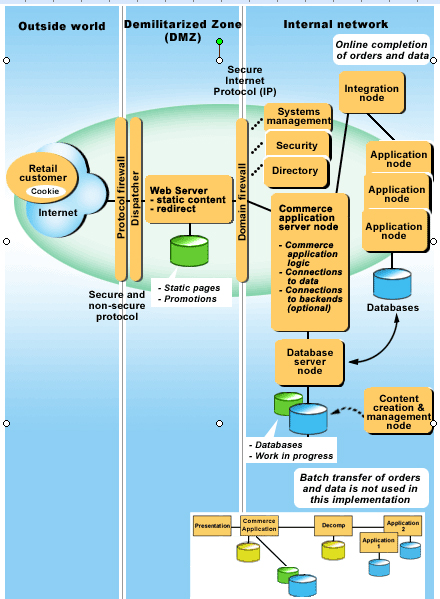 Outside world
Demilitarized Zone
(DMZ)
Internal network
Online completion
of orders and data
Secure
Internet
Protocol (IP)
Integration
node
Systems
management
Security
Directory
Application
node
Application
node
Application
node
Retail
customer
Cookie
Internet
Protocol firewall
Dispatcher
Web Server
- static content
- redirect
Domain firewall
Commerce
application
server node
- Commerce
application
logic
- Connections
to data
- Connections
to backends
(optional)
- Static pages
- Promotions
Secure and
non-secure
protocol
Databases
Database
server
node
Content
creation &
management
node
- Databases
- Work in progress
Batch transfer of orders
and data is not used in
this implementation
Presentation
Commerce
Application
Decomp
Application
2
Application
1